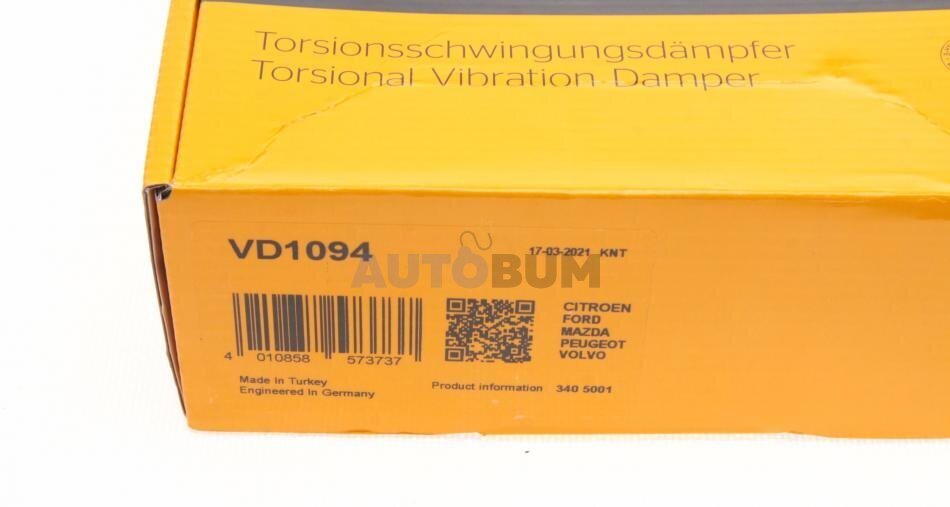 Torsionsschwingungsdämpfer
Torsional Vibration Damper
VD1094
17-03-2021 KNT
AUTOBUM
CITROEN
FORD
MAZDA
PEUGEOT
VOLVO
4 010858 573737
Made In Turkey
Engineered In Germany
Product information 340 5001